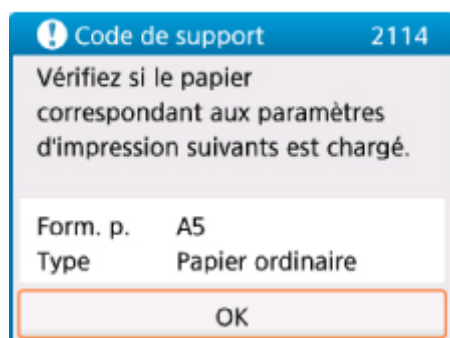 Code de support 2114
Vérifiez si le papier
correspondant aux paramètres
d'impression suivants est chargé.
Form. p. A5
Type Papier ordinaire
OK